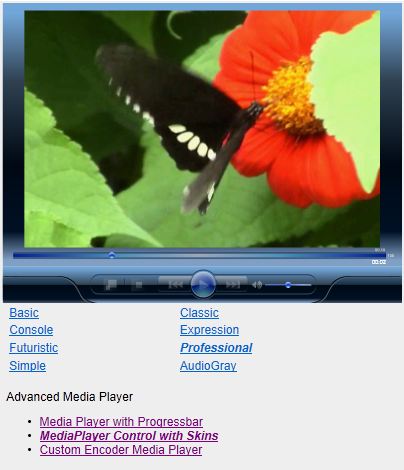 00:02
Basic
Classic
Console
Expression
Futuristic
Professional
Simple
AudioGray
Advanced Media Player
Media Player with Progressbar
MediaPlayer Control with Skins
Custom Encoder Media Player